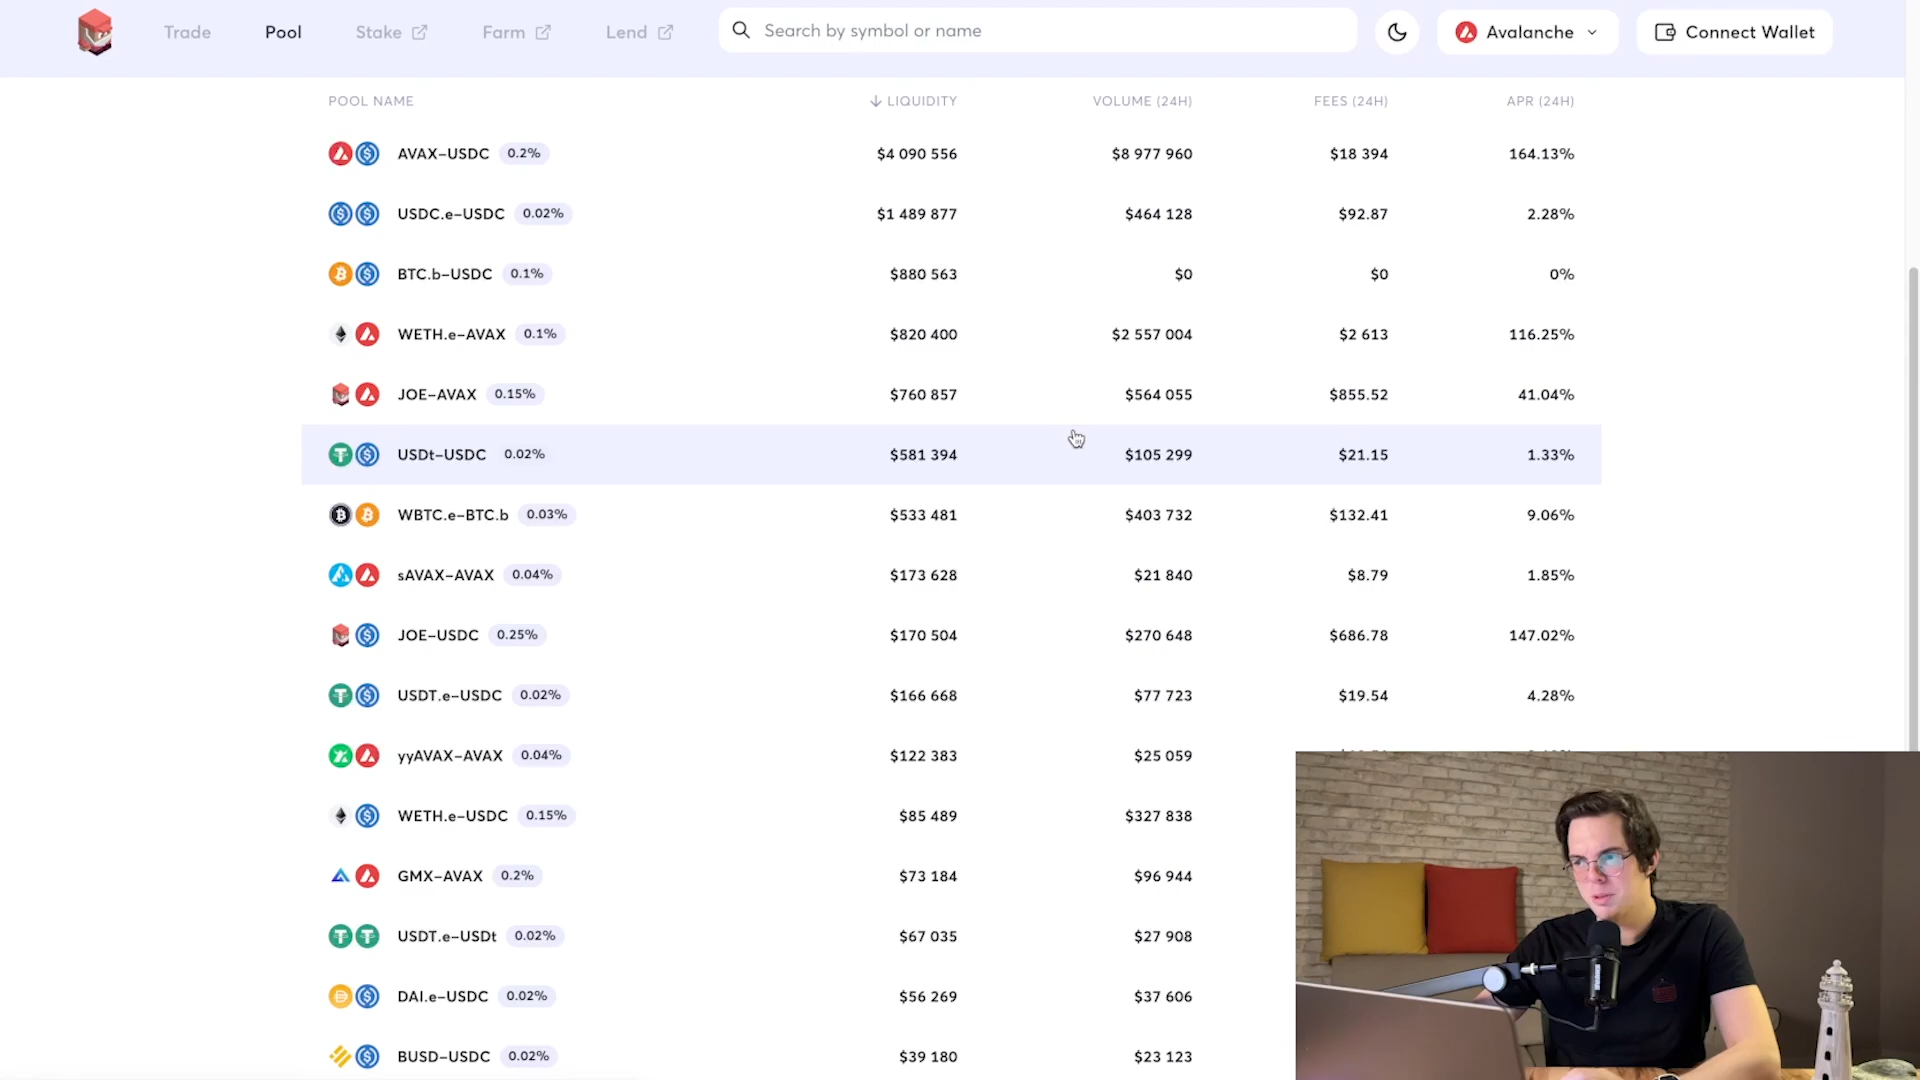 Trade Pool Stake Farm Lend Search by symbol or name Avalanche Connect Wallet
POOL NAME LIQUIDITY VOLUME (24H) FEES (24H) APR (24H)
AVAX–USDC 0.2% $4 090 556 $8 977 960 $18 394 164.13%
USDC.e–USDC 0.02% $1 489 877 $464 128 $92.87 2.28%
BTC.b–USDC 0.1% $880 563 $0 $0 0%
WETH.e–AVAX 0.1% $820 400 $2 557 004 $2 613 116.25%
JOE–AVAX 0.15% $760 857 $564 055 $855.52 41.04%
USDt–USDC 0.02% $581 394 $105 299 $21.15 1.33%
WBTC.e–BTC.b 0.03% $533 481 $403 732 $132.41 9.06%
sAVAX–AVAX 0.04% $173 628 $21 840 $8.79 1.85%
JOE–USDC 0.25% $170 504 $270 648 $686.78 147.02%
USDT.e–USDC 0.02% $166 668 $77 723 $19.54 4.28%
yyAVAX–AVAX 0.04% $122 383 $25 059
WETH.e–USDC 0.15% $85 489 $327 838
GMX–AVAX 0.2% $73 184 $96 944
USDT.e–USDt 0.02% $67 035 $27 908
DAI.e–USDC 0.02% $56 269 $37 606
BUSD–USDC 0.02% $39 180 $23 123